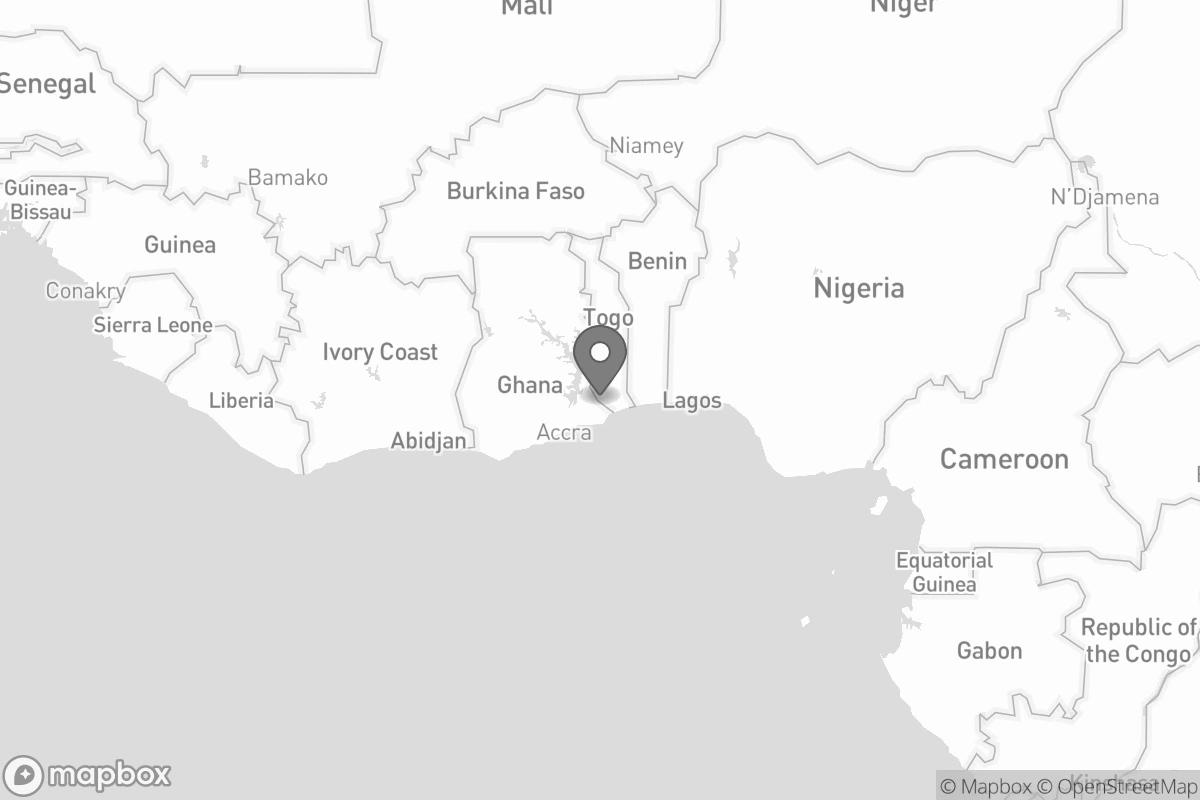 Mali
Niger
Senegal
Niamey
Bamako
Burkina Faso
Guinea-
Bissau
N'Djamena
Guinea
Benin
Conakry
Nigeria
Sierra Leone
Togo
Ivory Coast
Ghana
Liberia
Lagos
Accra
Abidjan
Cameroon
Equatorial
Guinea
Republic of
the Congo
Gabon
mapbox
Kinshasa
© Mapbox © OpenStreetMap